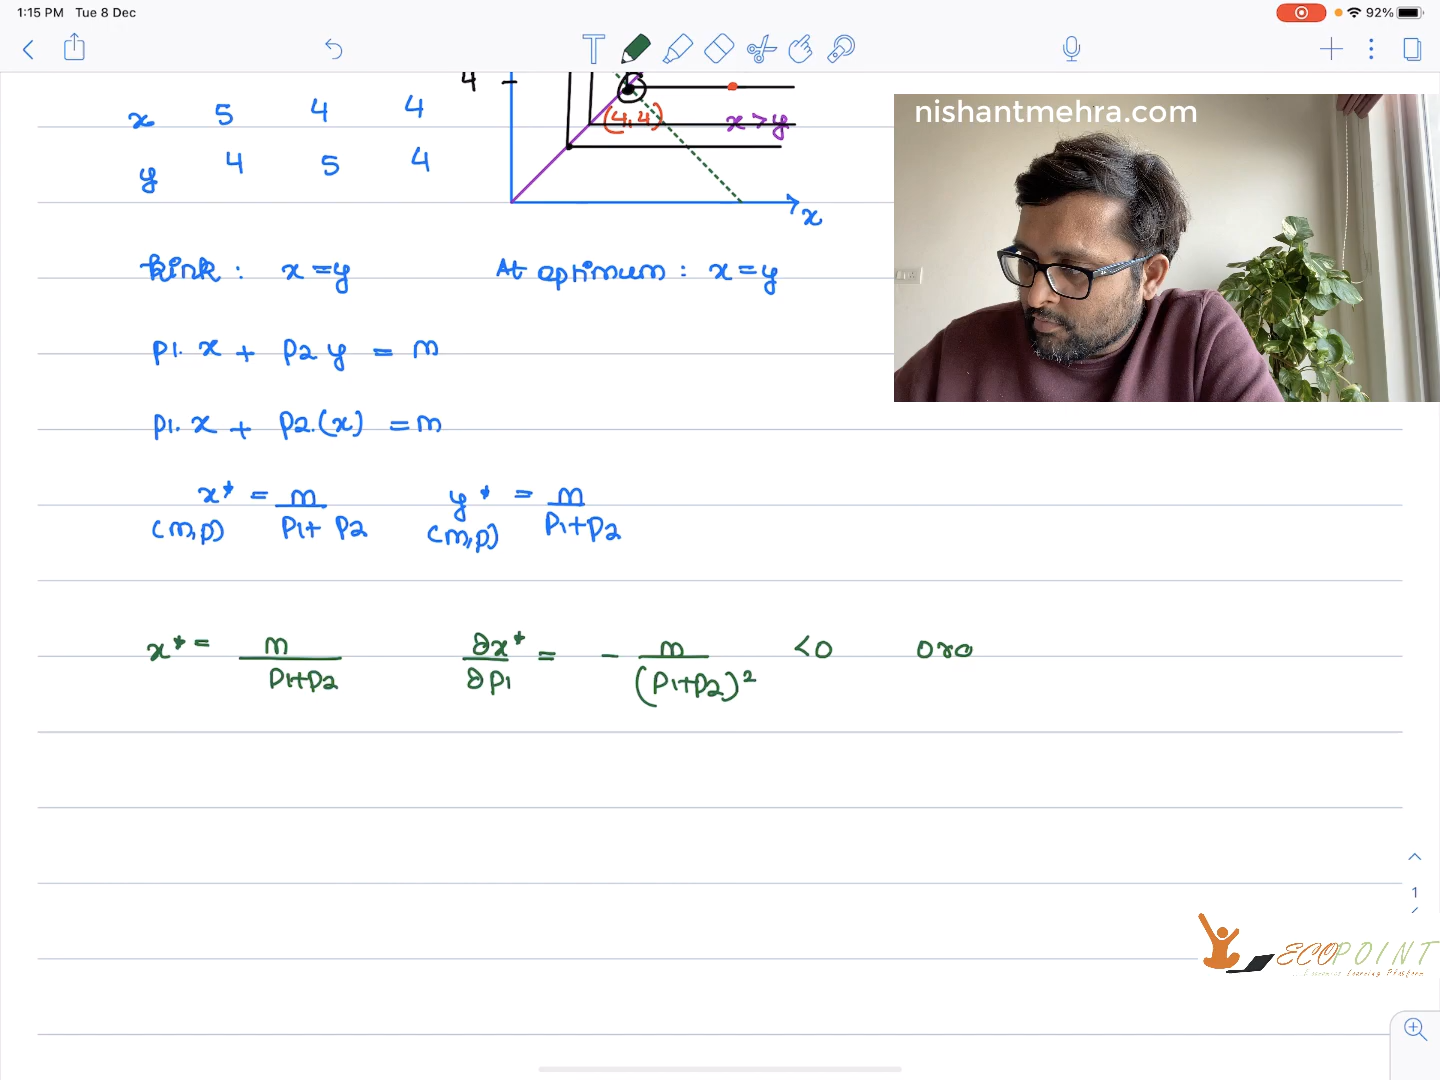 1:15 PM Tue 8 Dec
92%
nishantmehra.com
4
x 5 4 4
y 4 5 4
(4,4)
x > y
x
kink : x = y
At optimum : x = y
p1. x + p2 y = m
p1. x + p2.(x) = m
x* = m / p1 + p2
(m,p)
y* = m / p1+p2
(m,p)
x* = m / p1+p2
∂x* / ∂p1 = - m / (p1+p2)²
<0
1
ECOPOINT
Learning Platform